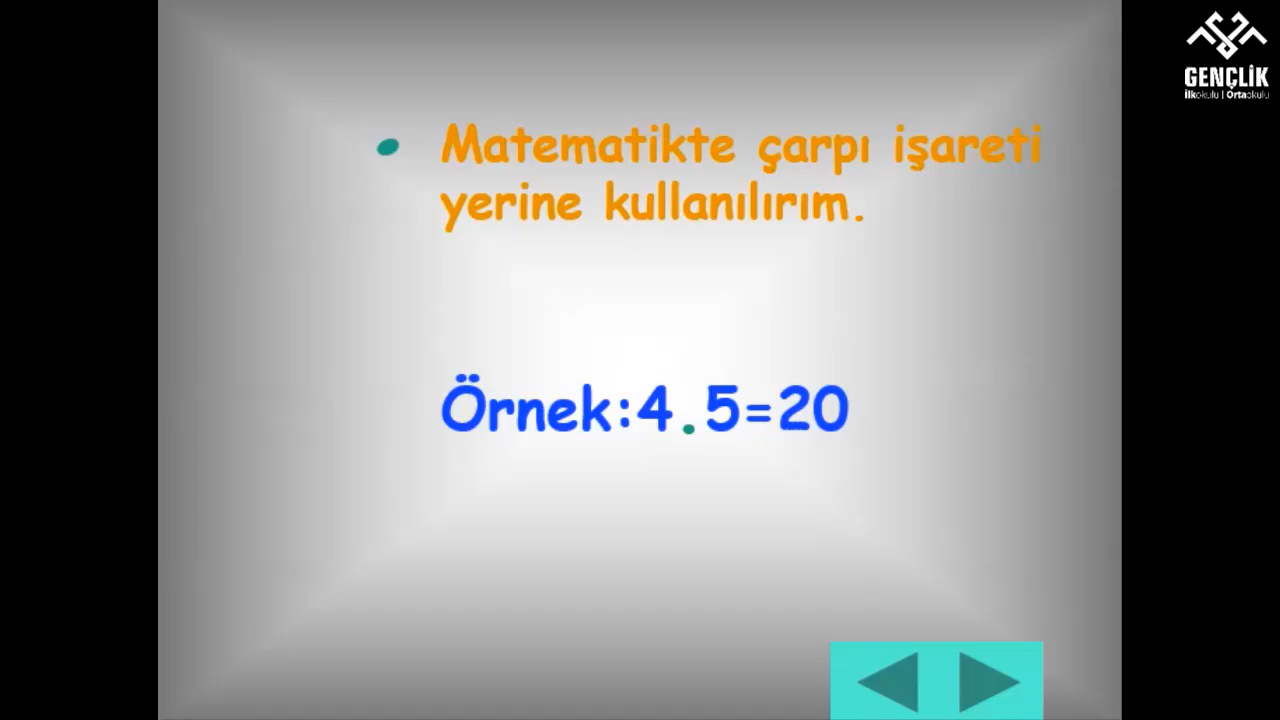 GENÇLİK
İlkokulu | Ortaokulu
• Matematikte çarpı işareti
yerine kullanılırım.
Örnek:4.5=20